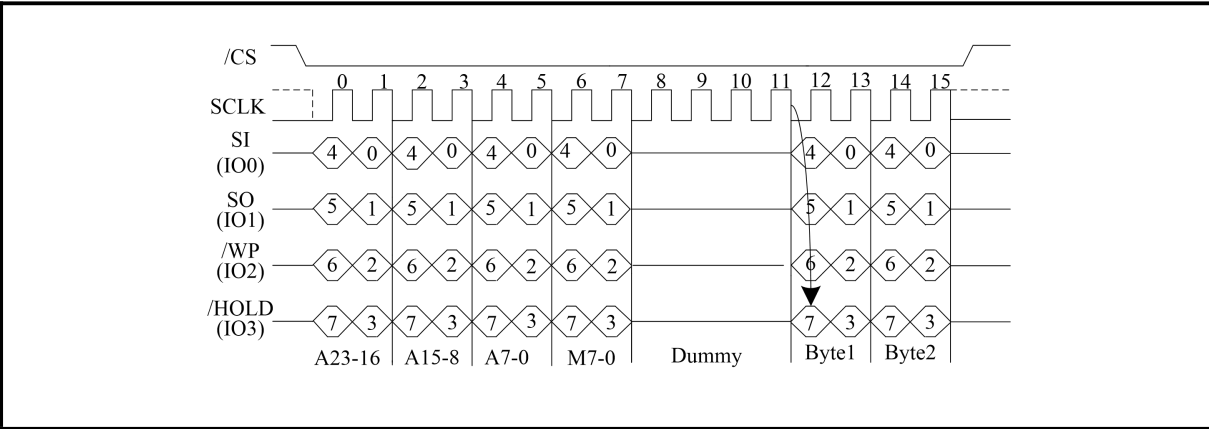 /CS
0 1 2 3 4 5 6 7 8 9 10 11 12 13 14 15
SCLK
SI
(IO0)
4 0 4 0 4 0 4 0 4 0 4 0
SO
(IO1)
5 1 5 1 5 1 5 1 5 1 5 1
/WP
(IO2)
6 2 6 2 6 2 6 2 6 2 6 2
/HOLD
(IO3)
7 3 7 3 7 3 7 3 7 3 7 3
A23-16 A15-8 A7-0 M7-0 Dummy Byte1 Byte2